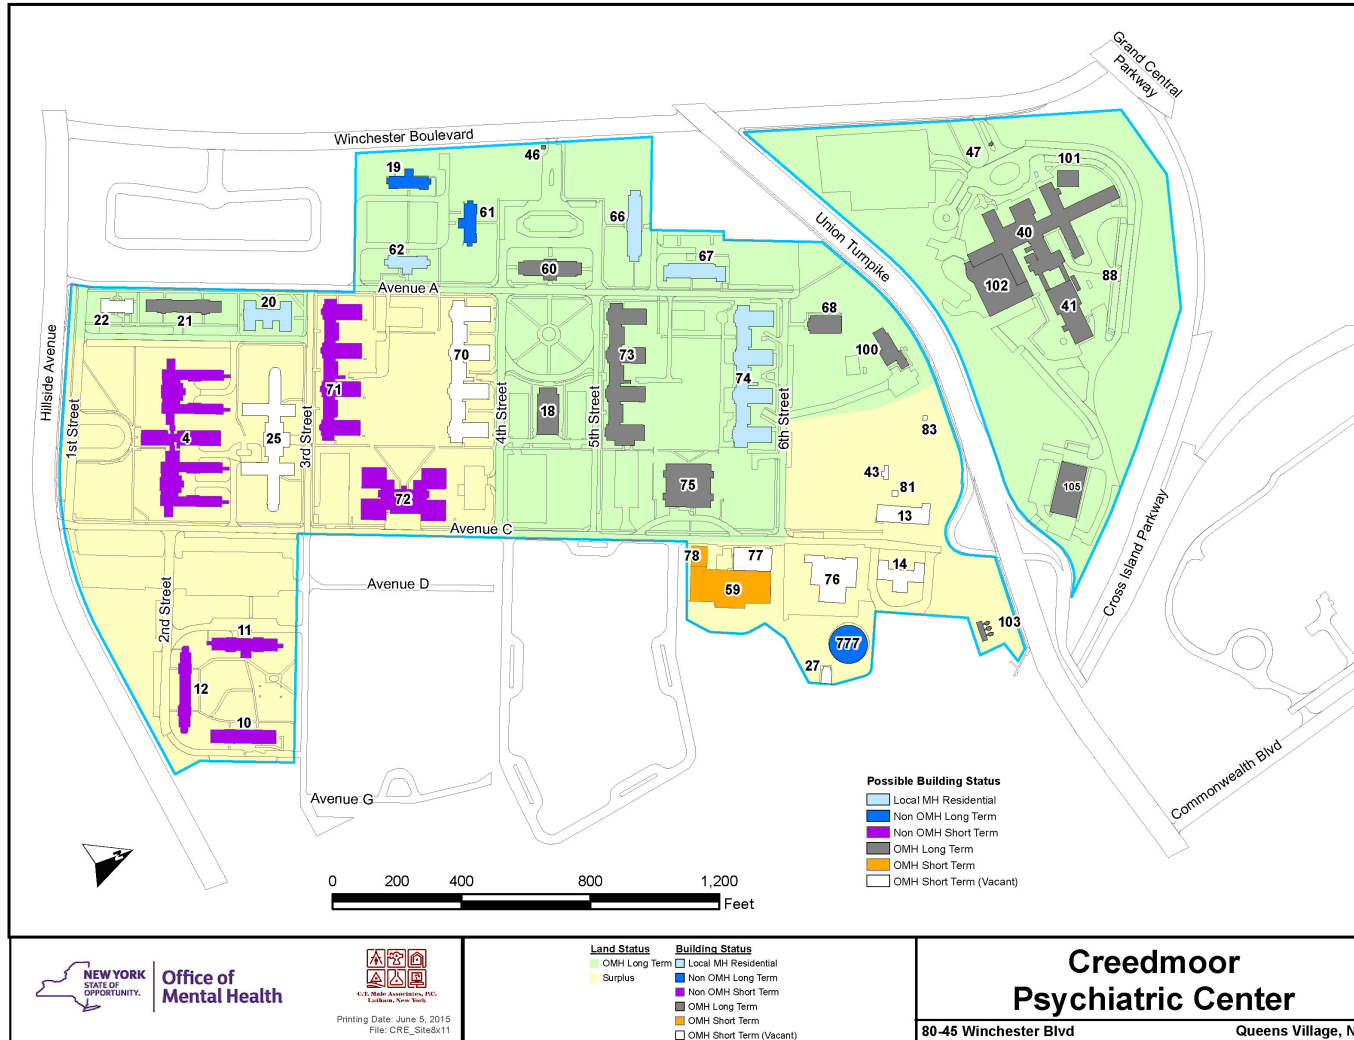 Grand Central
Parkway
Winchester Boulevard
46
47
101
19
61
66
Union Turnpike
40
62
60
67
88
102
41
Avenue A
20
22
21
68
100
70
73
71
74
Hillside Avenue
1st Street
3rd Street
4th Street
5th Street
6th Street
18
83
4
25
43
81
105
72
75
13
Avenue C
78
77
14
76
59
Avenue D
2nd Street
Cross Island Parkway
11
103
777
27
12
10
Avenue G
Commonwealth Blvd
Possible Building Status
Local MH Residential
Non OMH Long Term
Non OMH Short Term
OMH Long Term
OMH Short Term
OMH Short Term (Vacant)
0 200 400 800 1,200
Feet
NEW YORK
STATE OF
OPPORTUNITY.
Office of
Mental Health
C.T. Male Associates, P.C.
Latham, New York
Printing Date: June 5, 2015
File: CRE_Site8x11
Land Status
OMH Long Term
Surplus
Building Status
Local MH Residential
Non OMH Long Term
Non OMH Short Term
OMH Long Term
OMH Short Term
OMH Short Term (Vacant)
Creedmoor
Psychiatric Center
80-45 Winchester Blvd
Queens Village, N